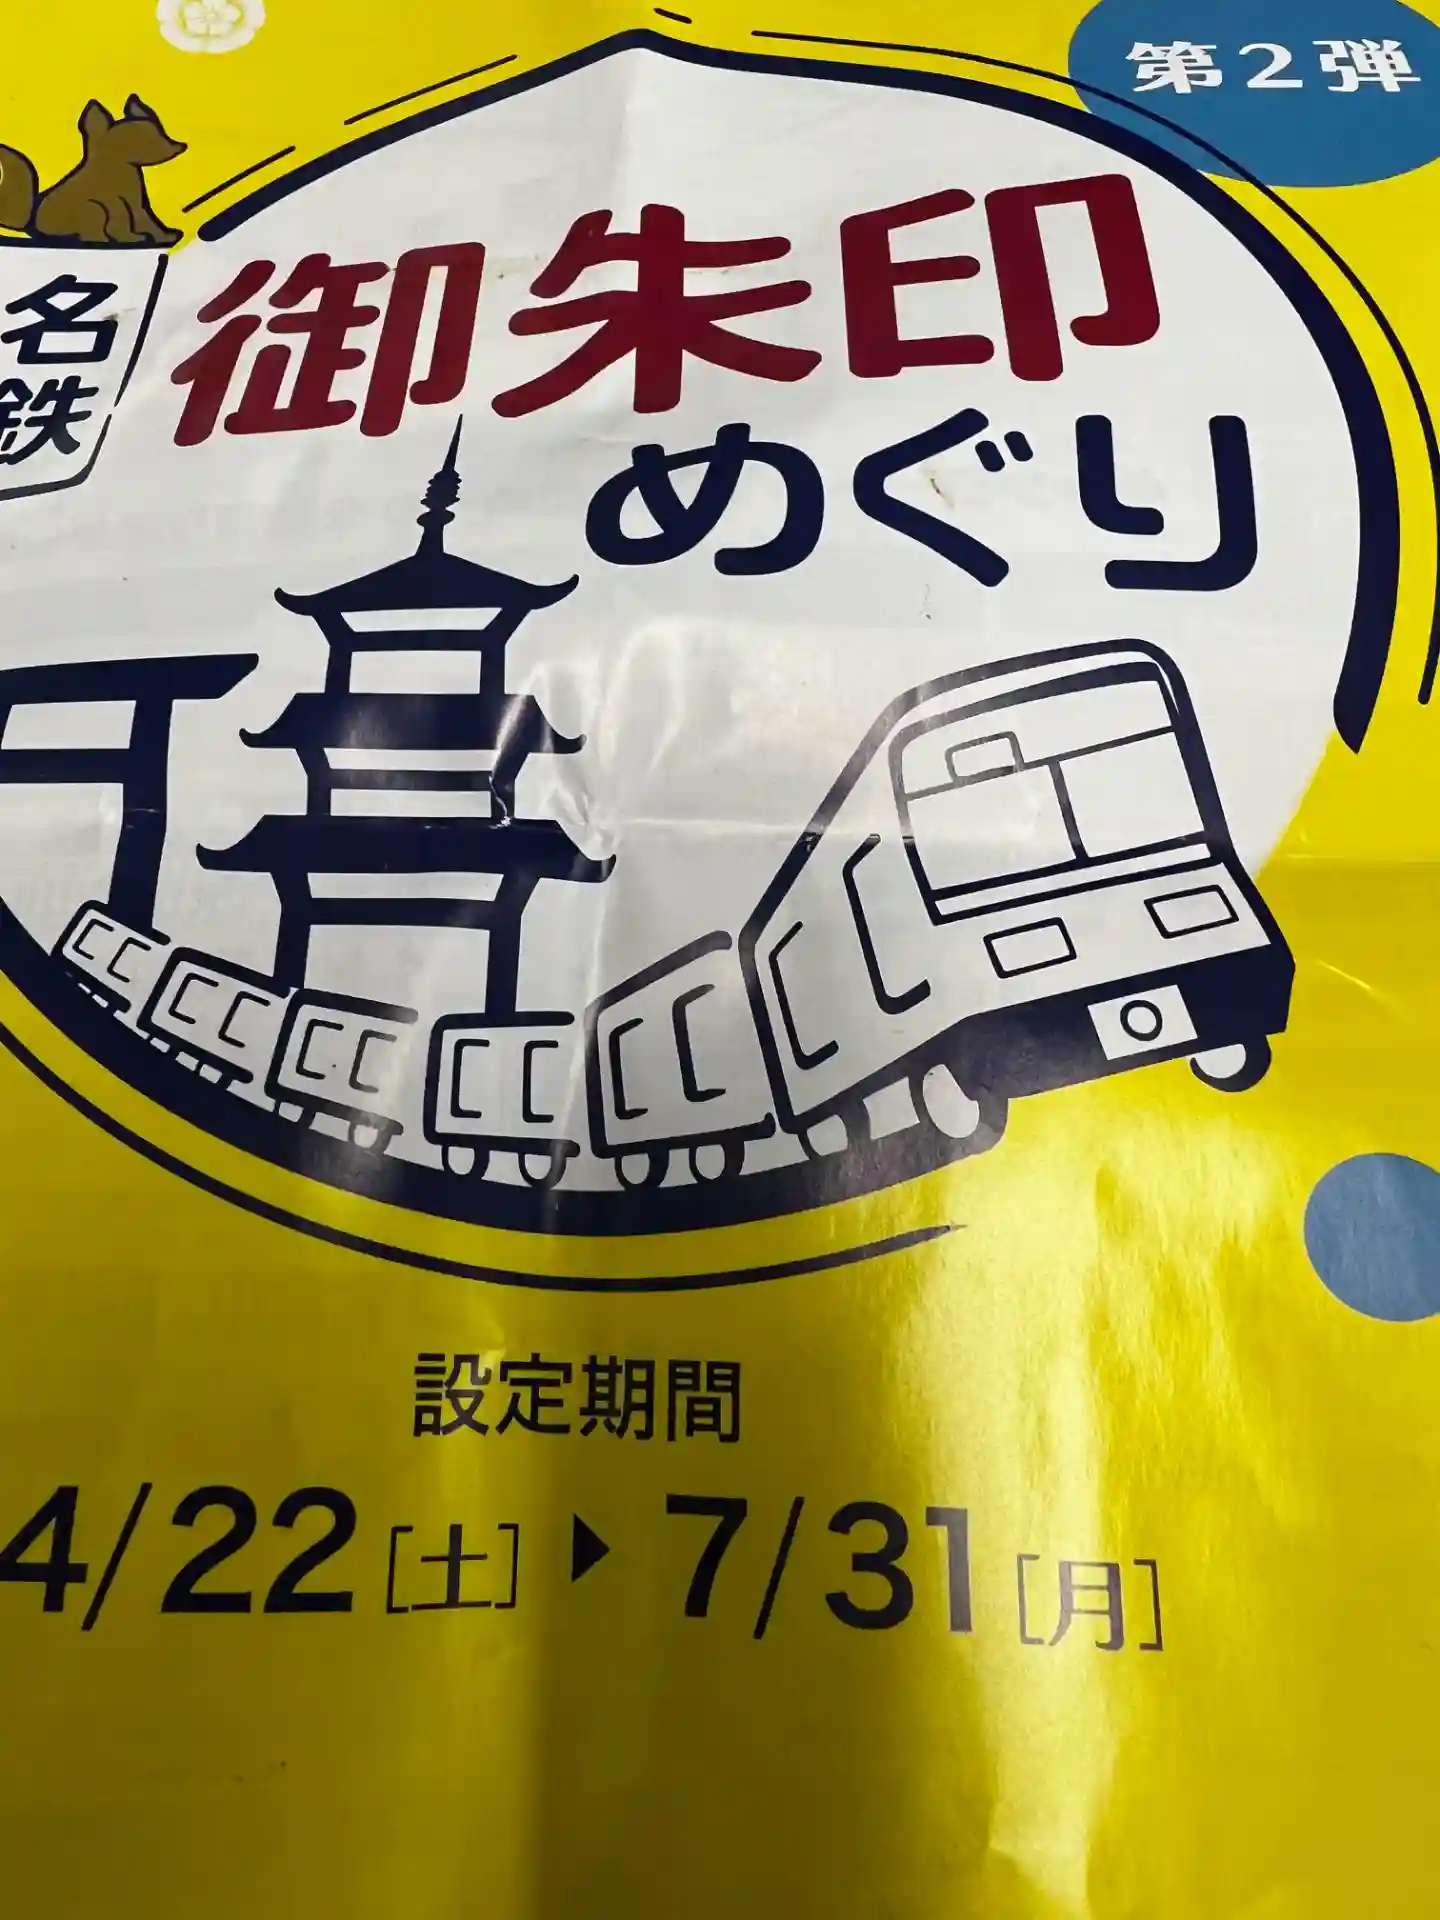 第2弾
名鉄
御朱印
めぐり
設定期間
4/22[土]▶7/31[月]